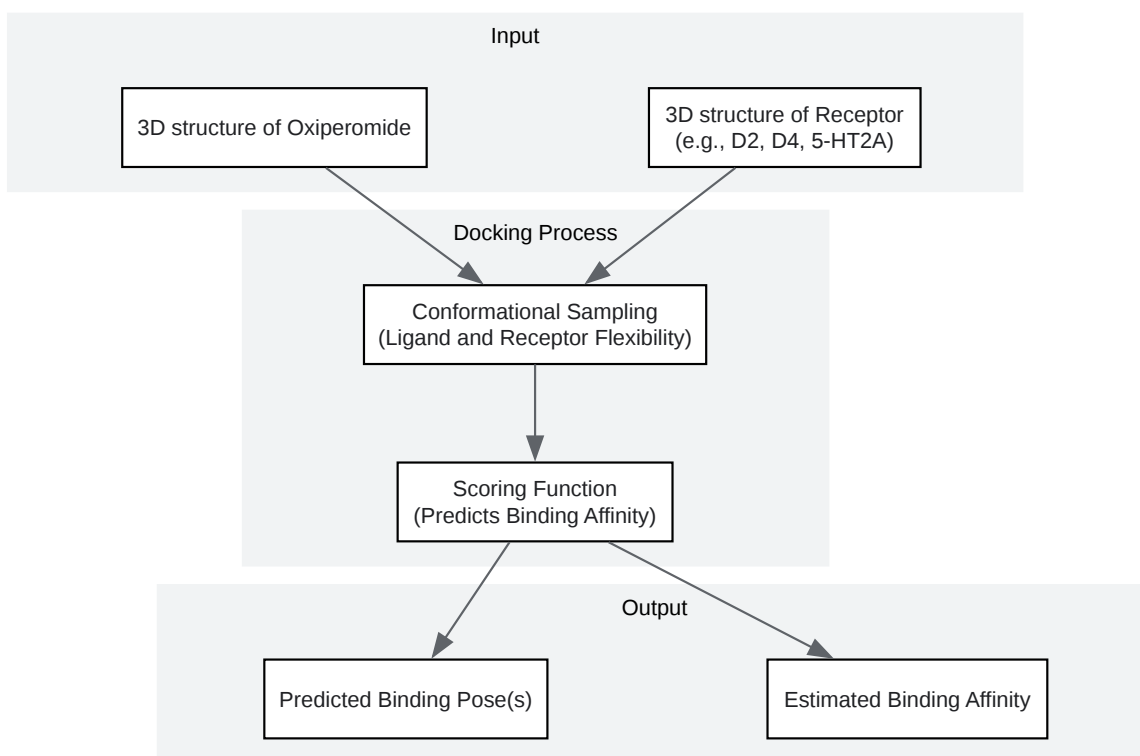 Input
3D structure of Oxiperomide
3D structure of Receptor
(e.g., D2, D4, 5-HT2A)
Docking Process
Conformational Sampling
(Ligand and Receptor Flexibility)
Scoring Function
(Predicts Binding Affinity)
Output
Predicted Binding Pose(s)
Estimated Binding Affinity